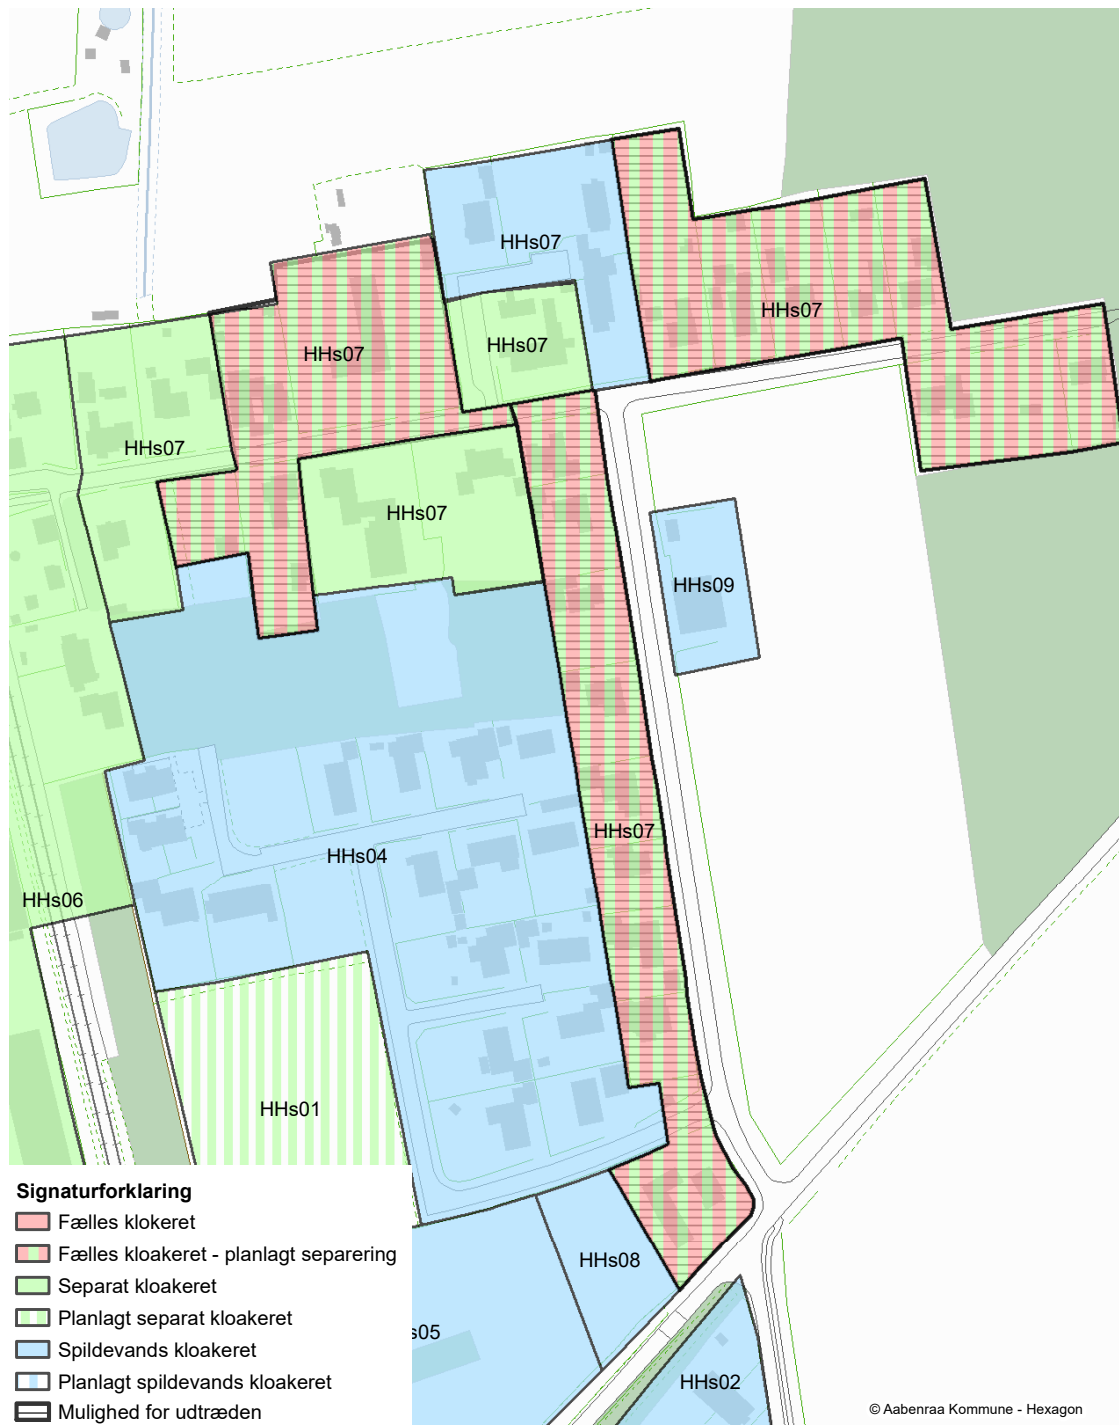 HHs07
HHs07
HHs07
HHs07
HHs07
HHs07
HHs09
HHs07
HHs04
HHs06
HHs01
HHs08
s05
HHs02
Signaturforklaring
Fælles klokeret
Fælles kloakeret - planlagt separering
Separat kloakeret
Planlagt separat kloakeret
Spildevands kloakeret
Planlagt spildevands kloakeret
Mulighed for udtræden
© Aabenraa Kommune - Hexagon